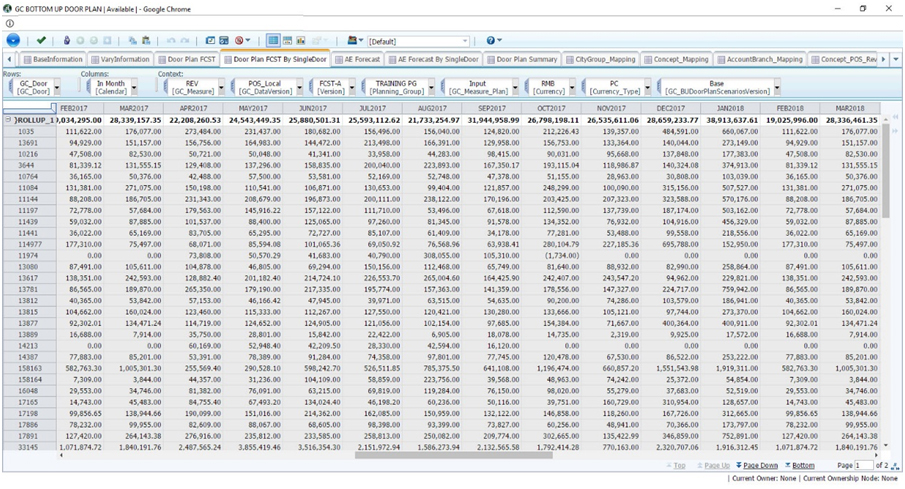 GC BOTTOM UP DOOR PLAN | Available | - Google Chrome
[Default]
BaseInformation VaryInformation Door Plan FCST Door Plan FCST By SingleDoor AE Forecast AE Forecast By SingleDoor Door Plan Summary CityGroup_Mapping Concept_Mapping AccountBranch_Mapping Concept_POS_Rev
Rows: Columns: Context:
GC_Door In Month REV POS_Local FCST-A TRAINING PG Input RMB PC Base
[GC_Door] [Calendar] [GC_Measure] [GC_DataVersion] [Version] [Planning_Group] [GC_Measure_Plan] [Currency] [Currency_Type] [GC_BUDoorPlanScenariosVersion]
FEB2017 MAR2017 APR2017 MAY2017 JUN2017 JUL2017 AUG2017 SEP2017 OCT2017 NOV2017 DEC2017 JAN2018 FEB2018 MAR2018
}ROLLUP_1 9,034,295.00 28,339,157.35 22,208,260.53 24,543,449.35 25,880,501.31 25,593,112.62 21,733,254.97 31,944,958.99 26,798,198.11 26,535,611.06 28,659,233.77 38,913,637.61 19,025,996.00 28,336,461.35
1035 111,622.00 176,077.00 273,484.00 231,437.00 180,682.00 156,496.00 156,040.00 124,820.00 212,226.43 139,357.00 484,591.00 660,067.00 111,622.00 176,077.00
13691 94,929.00 151,157.00 156,756.00 164,983.00 144,472.00 213,498.00 166,391.00 129,958.00 156,753.00 133,364.00 140,044.00 273,149.00 94,929.00 151,157.00
10216 47,508.00 82,530.00 50,721.00 50,048.00 41,341.00 33,958.00 44,283.00 98,415.00 90,031.00 95,668.00 137,848.00 177,383.00 47,508.00 82,530.00
3644 81,339.12 131,555.15 129,408.00 137,296.00 158,835.00 200,040.00 223,893.00 167,350.17 193,115.04 118,986.87 140,324.08 374,913.00 81,339.12 131,555.15
10764 36,165.00 50,376.00 42,488.00 57,500.00 53,581.00 52,169.00 52,748.00 47,378.00 51,155.00 28,963.00 30,808.00 103,039.00 36,165.00 50,376.00
11084 131,381.00 271,075.00 150,198.00 110,541.00 106,871.00 130,653.00 99,404.00 121,857.00 248,299.00 100,090.00 315,156.00 507,527.00 131,381.00 271,075.00
11144 88,208.00 186,705.00 231,343.00 208,679.00 196,873.00 200,111.00 238,122.00 170,196.00 203,425.00 207,323.00 323,588.00 570,176.00 88,208.00 186,705.00
11197 72,778.00 57,684.00 179,563.00 145,916.22 157,122.00 111,710.00 53,496.00 67,618.00 112,590.00 137,739.00 187,174.00 503,162.00 72,778.00 57,684.00
11439 59,032.00 87,885.00 101,537.00 88,400.00 125,065.00 97,260.00 81,345.00 91,578.00 134,352.00 76,932.00 104,916.00 456,329.00 59,032.00 87,885.00
11441 36,022.00 65,169.00 83,705.00 65,295.00 72,727.00 85,107.00 61,409.00 34,178.00 77,281.00 53,488.00 99,558.00 218,556.00 36,022.00 65,169.00
114977 177,310.00 75,497.00 68,071.00 85,594.08 101,065.36 69,050.92 76,568.96 63,938.41 280,104.79 227,185.36 695,788.00 152,950.00 177,310.00 75,497.00
11974 0.00 0.00 73,808.00 50,570.29 41,683.00 40,790.00 308,055.00 105,310.00 (1,734.00) 0.00 0.00 0.00 0.00 0.00
13080 87,491.00 105,611.00 104,878.00 46,805.00 69,294.00 150,156.00 112,468.00 65,749.00 81,640.00 88,932.00 82,990.00 258,864.00 87,491.00 105,611.00
13617 138,351.00 242,593.00 128,882.40 201,182.40 214,724.10 226,553.70 265,004.60 164,425.90 242,407.00 243,547.20 94,962.00 229,821.00 138,351.00 242,593.00
13781 86,565.00 189,870.00 265,350.00 179,190.00 217,335.00 195,774.00 157,363.00 141,359.00 178,556.00 147,327.00 224,717.00 759,942.00 86,565.00 189,870.00
13812 40,365.00 53,842.00 57,153.00 46,166.42 47,945.00 39,971.00 63,515.00 54,635.00 90,200.00 74,286.00 103,579.00 186,941.00 40,365.00 53,842.00
13815 104,662.00 160,024.00 123,460.00 115,333.00 112,267.00 127,550.00 120,421.00 130,280.00 133,666.00 105,121.00 97,744.00 273,370.00 104,662.00 160,024.00
13877 92,302.01 134,471.24 114,719.00 124,652.00 124,905.00 121,056.00 102,154.00 97,685.00 154,384.00 71,667.00 400,364.00 409,911.00 92,302.01 134,471.24
13889 16,688.00 7,914.00 35,750.00 28,801.00 15,842.00 22,422.00 6,905.00 18,078.00 14,735.00 2,319.00 9,925.00 17,572.00 16,688.00 7,914.00
14213 0.00 0.00 60,169.00 52,948.40 42,209.50 28,330.00 42,594.00 16,120.00 0.00 0.00 0.00 0.00 0.00 0.00
14387 77,883.00 85,201.00 53,391.00 78,389.00 91,284.00 74,358.00 97,801.00 77,745.00 120,478.00 67,530.00 86,522.00 253,222.00 77,883.00 85,201.00
158163 582,763.30 1,005,301.30 255,569.40 290,528.10 598,242.70 526,511.85 785,375.50 641,108.00 1,196,474.00 660,857.20 1,551,543.98 1,919,311.00 582,763.30 1,005,301.30
158164 7,309.00 3,844.00 44,357.00 31,236.00 104,109.00 58,859.00 223,756.00 39,568.00 48,963.00 74,242.00 25,372.00 54,854.00 7,309.00 3,844.00
16048 29,553.00 34,746.00 81,382.00 76,091.00 63,215.00 69,819.00 114,284.00 76,150.00 98,020.00 55,279.00 77,683.00 52,519.00 29,553.00 34,746.00
17165 14,743.00 45,483.00 84,755.40 67,493.20 134,024.40 46,198.20 60,236.00 50,116.00 39,751.00 160,729.00 310,954.00 128,657.00 14,743.00 45,483.00
17198 99,856.65 138,944.66 190,099.00 151,016.00 214,362.00 162,085.00 150,959.00 132,122.00 146,858.00 118,260.00 167,726.00 312,665.00 99,856.65 138,944.66
17886 78,232.00 99,955.00 82,609.00 88,067.00 68,605.00 98,398.00 93,399.00 73,827.00 60,256.00 48,941.00 70,366.00 173,797.00 78,232.00 99,955.00
17891 127,420.00 264,143.38 276,916.00 235,812.00 233,585.00 258,813.00 250,082.00 209,774.00 302,665.00 135,422.99 346,859.00 752,891.00 127,420.00 264,143.38
33145 1,071,874.72 1,840,191.76 2,487,565.24 3,855,419.46 3,516,354.30 2,151,972.94 1,586,273.94 2,132,565.58 1,792,414.28 770,163.00 2,320,707.06 1,916,312.45 1,071,874.72 1,840,191.76
Top Page Up Page Down Bottom Page 1 of 2
| Current Owner: None | Current Ownership Node: None